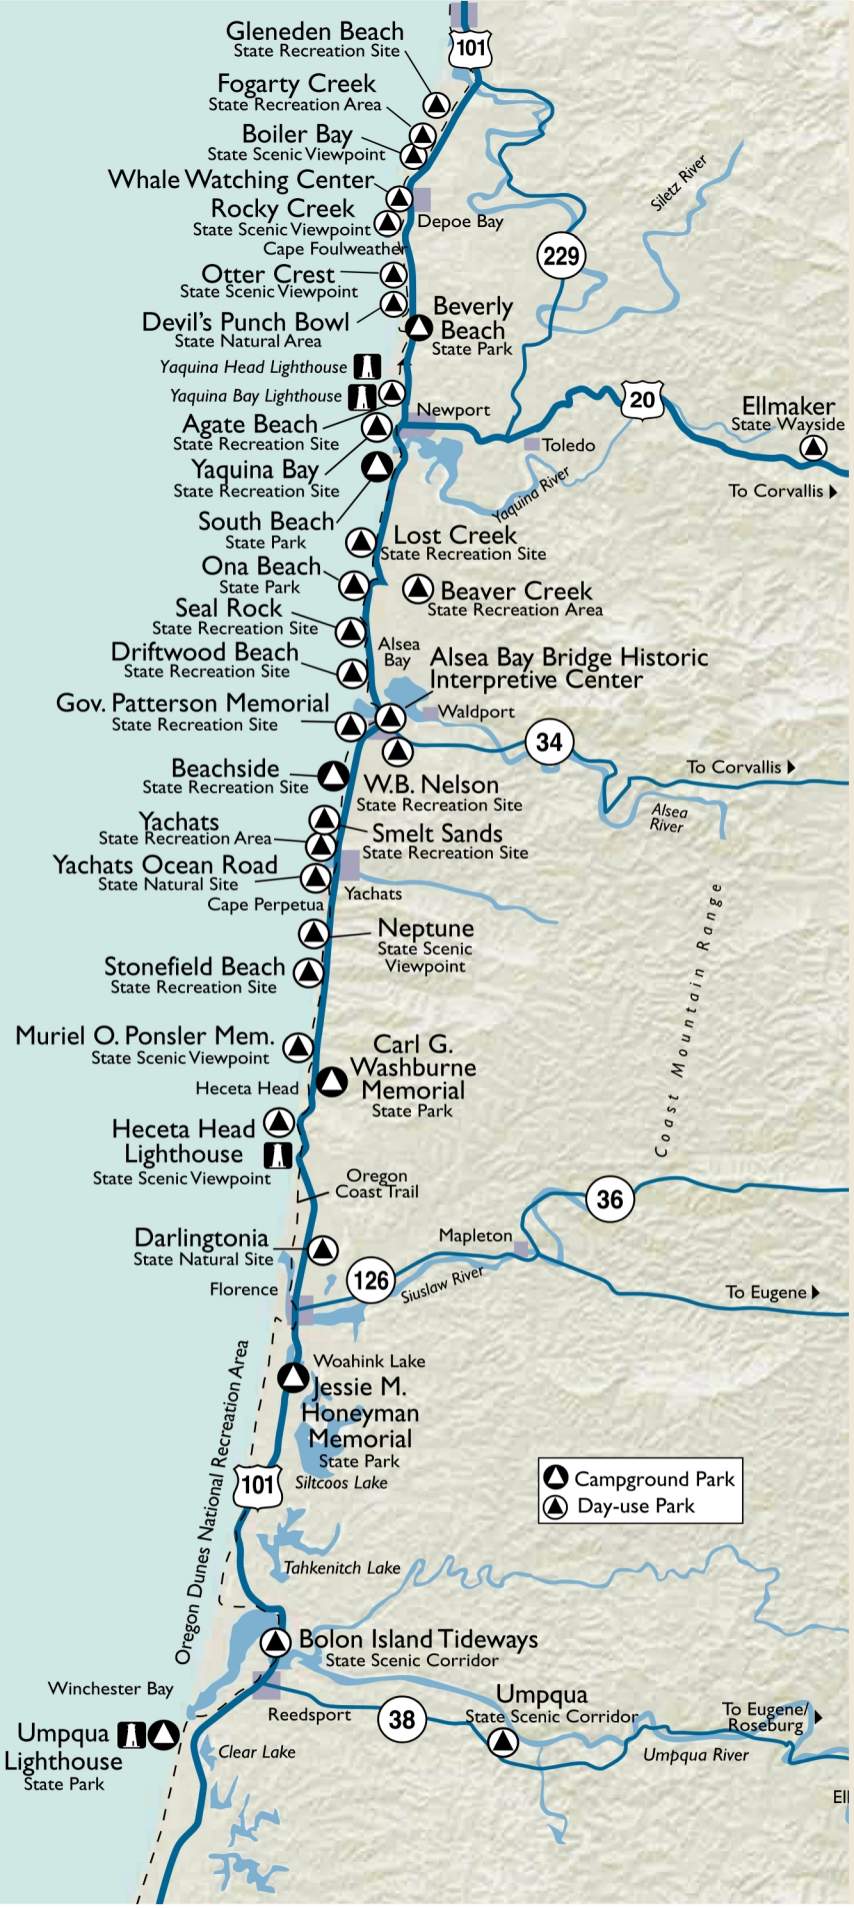 Gleneden Beach
State Recreation Site
101
Fogarty Creek
State Recreation Area
Boiler Bay
State Scenic Viewpoint
Whale Watching Center
Rocky Creek
State Scenic Viewpoint
Depoe Bay
Siletz River
Cape Foulweather
229
Otter Crest
State Scenic Viewpoint
Devil's Punch Bowl
State Natural Area
Beverly
Beach
State Park
Yaquina Head Lighthouse
Yaquina Bay Lighthouse
Newport
20
Ellmaker
State Wayside
Agate Beach
State Recreation Site
Toledo
Yaquina Bay
State Recreation Site
Yaquina River
To Corvallis
South Beach
State Park
Lost Creek
State Recreation Site
Ona Beach
State Park
Beaver Creek
State Recreation Area
Seal Rock
State Recreation Site
Driftwood Beach
State Recreation Site
Alsea
Bay
Alsea Bay Bridge Historic
Interpretive Center
Gov. Patterson Memorial
State Recreation Site
Waldport
34
To Corvallis
Beachside
State Recreation Site
W.B. Nelson
State Recreation Site
Alsea
River
Yachats
State Recreation Area
Smelt Sands
State Recreation Site
Yachats Ocean Road
State Natural Site
Yachats
Cape Perpetua
Coast Mountain Range
Neptune
State Scenic
Viewpoint
Stonefield Beach
State Recreation Site
Muriel O. Ponsler Mem.
State Scenic Viewpoint
Carl G.
Washburne
Memorial
State Park
Heceta Head
Heceta Head
Lighthouse
State Scenic Viewpoint
Oregon
Coast Trail
36
Darlingtonia
State Natural Site
Mapleton
126
Siuslaw River
Florence
To Eugene
Oregon Dunes National Recreation Area
Woahink Lake
Jessie M.
Honeyman
Memorial
State Park
101
Siltcoos Lake
Campground Park
Day-use Park
Tahkenitch Lake
Bolon Island Tideways
State Scenic Corridor
Winchester Bay
Reedsport
38
Umpqua
State Scenic Corridor
To Eugene/
Roseburg
Umpqua River
Umpqua
Lighthouse
State Park
Clear Lake
Ell